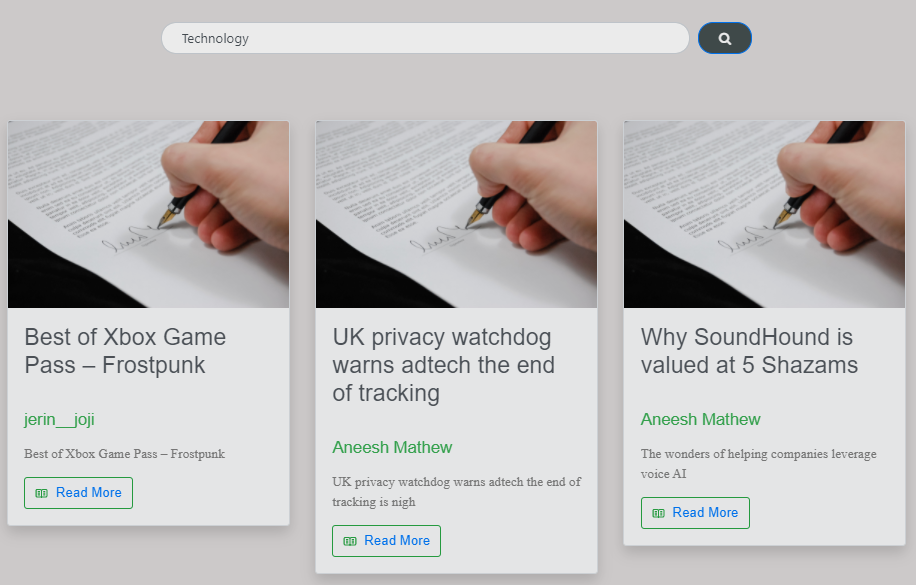 Technology
Best of Xbox Game
Pass – Frostpunk
jerin__joji
Best of Xbox Game Pass – Frostpunk
Read More
UK privacy watchdog
warns adtech the end
of tracking
Aneesh Mathew
UK privacy watchdog warns adtech the end of
tracking is nigh
Read More
Why SoundHound is
valued at 5 Shazams
Aneesh Mathew
The wonders of helping companies leverage
voice AI
Read More